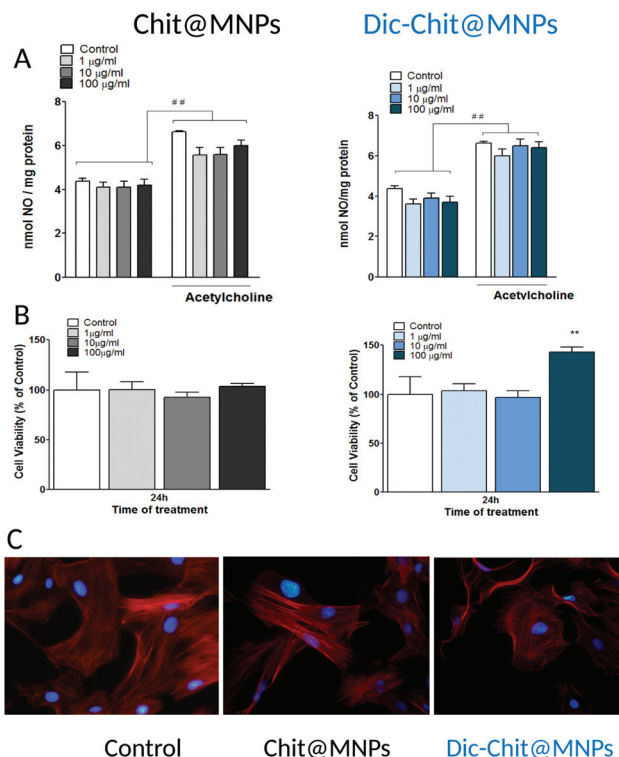 Chit@MNPs
Dic-Chit@MNPs
A
Control
1 μg/ml
10 μg/ml
100 μg/ml
nmol NO / mg protein
8
6
4
2
0
##
Acetylcholine
Control
1 μg/ml
10 μg/ml
100 μg/ml
nmol NO/mg protein
8
6
4
2
0
##
Acetylcholine
B
Control
1μg/ml
10μg/ml
100μg/ml
Cell Viability (% of Control)
150
100
50
0
24h
Time of treatment
Control
1 μg/ml
10 μg/ml
100 μg/ml
Cell Viability (% of Control)
150
100
50
0
**
24h
Time of treatment
C
Control
Chit@MNPs
Dic-Chit@MNPs